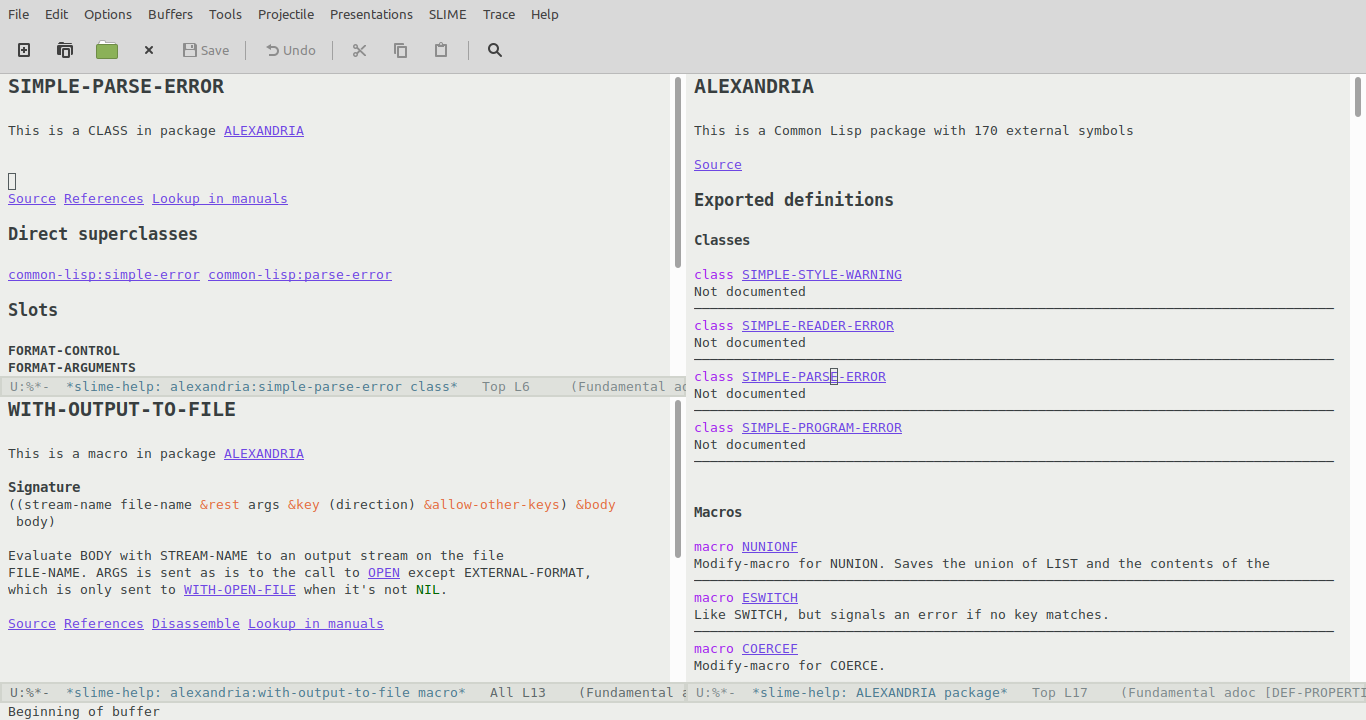 File Edit Options Buffers Tools Projectile Presentations SLIME Trace Help
Save Undo
SIMPLE-PARSE-ERROR
This is a CLASS in package ALEXANDRIA
Source References Lookup in manuals
Direct superclasses
common-lisp:simple-error common-lisp:parse-error
Slots
FORMAT-CONTROL
FORMAT-ARGUMENTS
U:%*-  *slime-help: alexandria:simple-parse-error class*   Top L6     (Fundamental ad
WITH-OUTPUT-TO-FILE
This is a macro in package ALEXANDRIA
Signature
((stream-name file-name &rest args &key (direction) &allow-other-keys) &body
body)
Evaluate BODY with STREAM-NAME to an output stream on the file
FILE-NAME. ARGS is sent as is to the call to OPEN except EXTERNAL-FORMAT,
which is only sent to WITH-OPEN-FILE when it's not NIL.
Source References Disassemble Lookup in manuals
U:%*-  *slime-help: alexandria:with-output-to-file macro*   All L13    (Fundamental a
ALEXANDRIA
This is a Common Lisp package with 170 external symbols
Source
Exported definitions
Classes
class SIMPLE-STYLE-WARNING
Not documented
class SIMPLE-READER-ERROR
Not documented
class SIMPLE-PARSE-ERROR
Not documented
class SIMPLE-PROGRAM-ERROR
Not documented
Macros
macro NUNIONF
Modify-macro for NUNION. Saves the union of LIST and the contents of the
macro ESWITCH
Like SWITCH, but signals an error if no key matches.
macro COERCEF
Modify-macro for COERCE.
U:%*-  *slime-help: ALEXANDRIA package*   Top L17    (Fundamental adoc [DEF-PROPERTI
Beginning of buffer